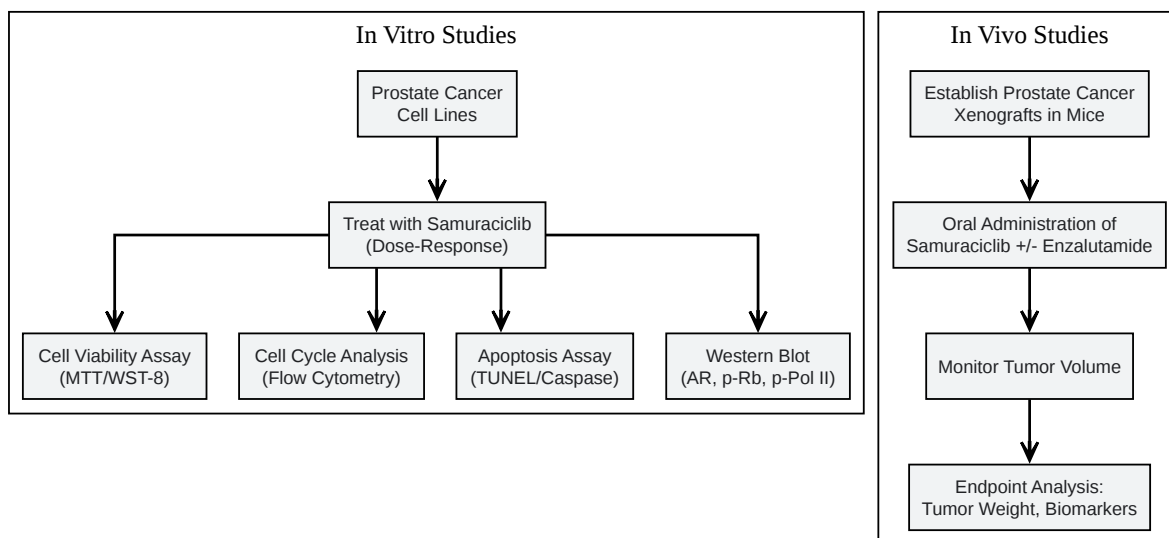 In Vitro Studies
Prostate Cancer
Cell Lines
Treat with Samuraciclib
(Dose-Response)
Cell Viability Assay
(MTT/WST-8)
Cell Cycle Analysis
(Flow Cytometry)
Apoptosis Assay
(TUNEL/Caspase)
Western Blot
(AR, p-Rb, p-Pol II)
In Vivo Studies
Establish Prostate Cancer
Xenografts in Mice
Oral Administration of
Samuraciclib +/- Enzalutamide
Monitor Tumor Volume
Endpoint Analysis:
Tumor Weight, Biomarkers